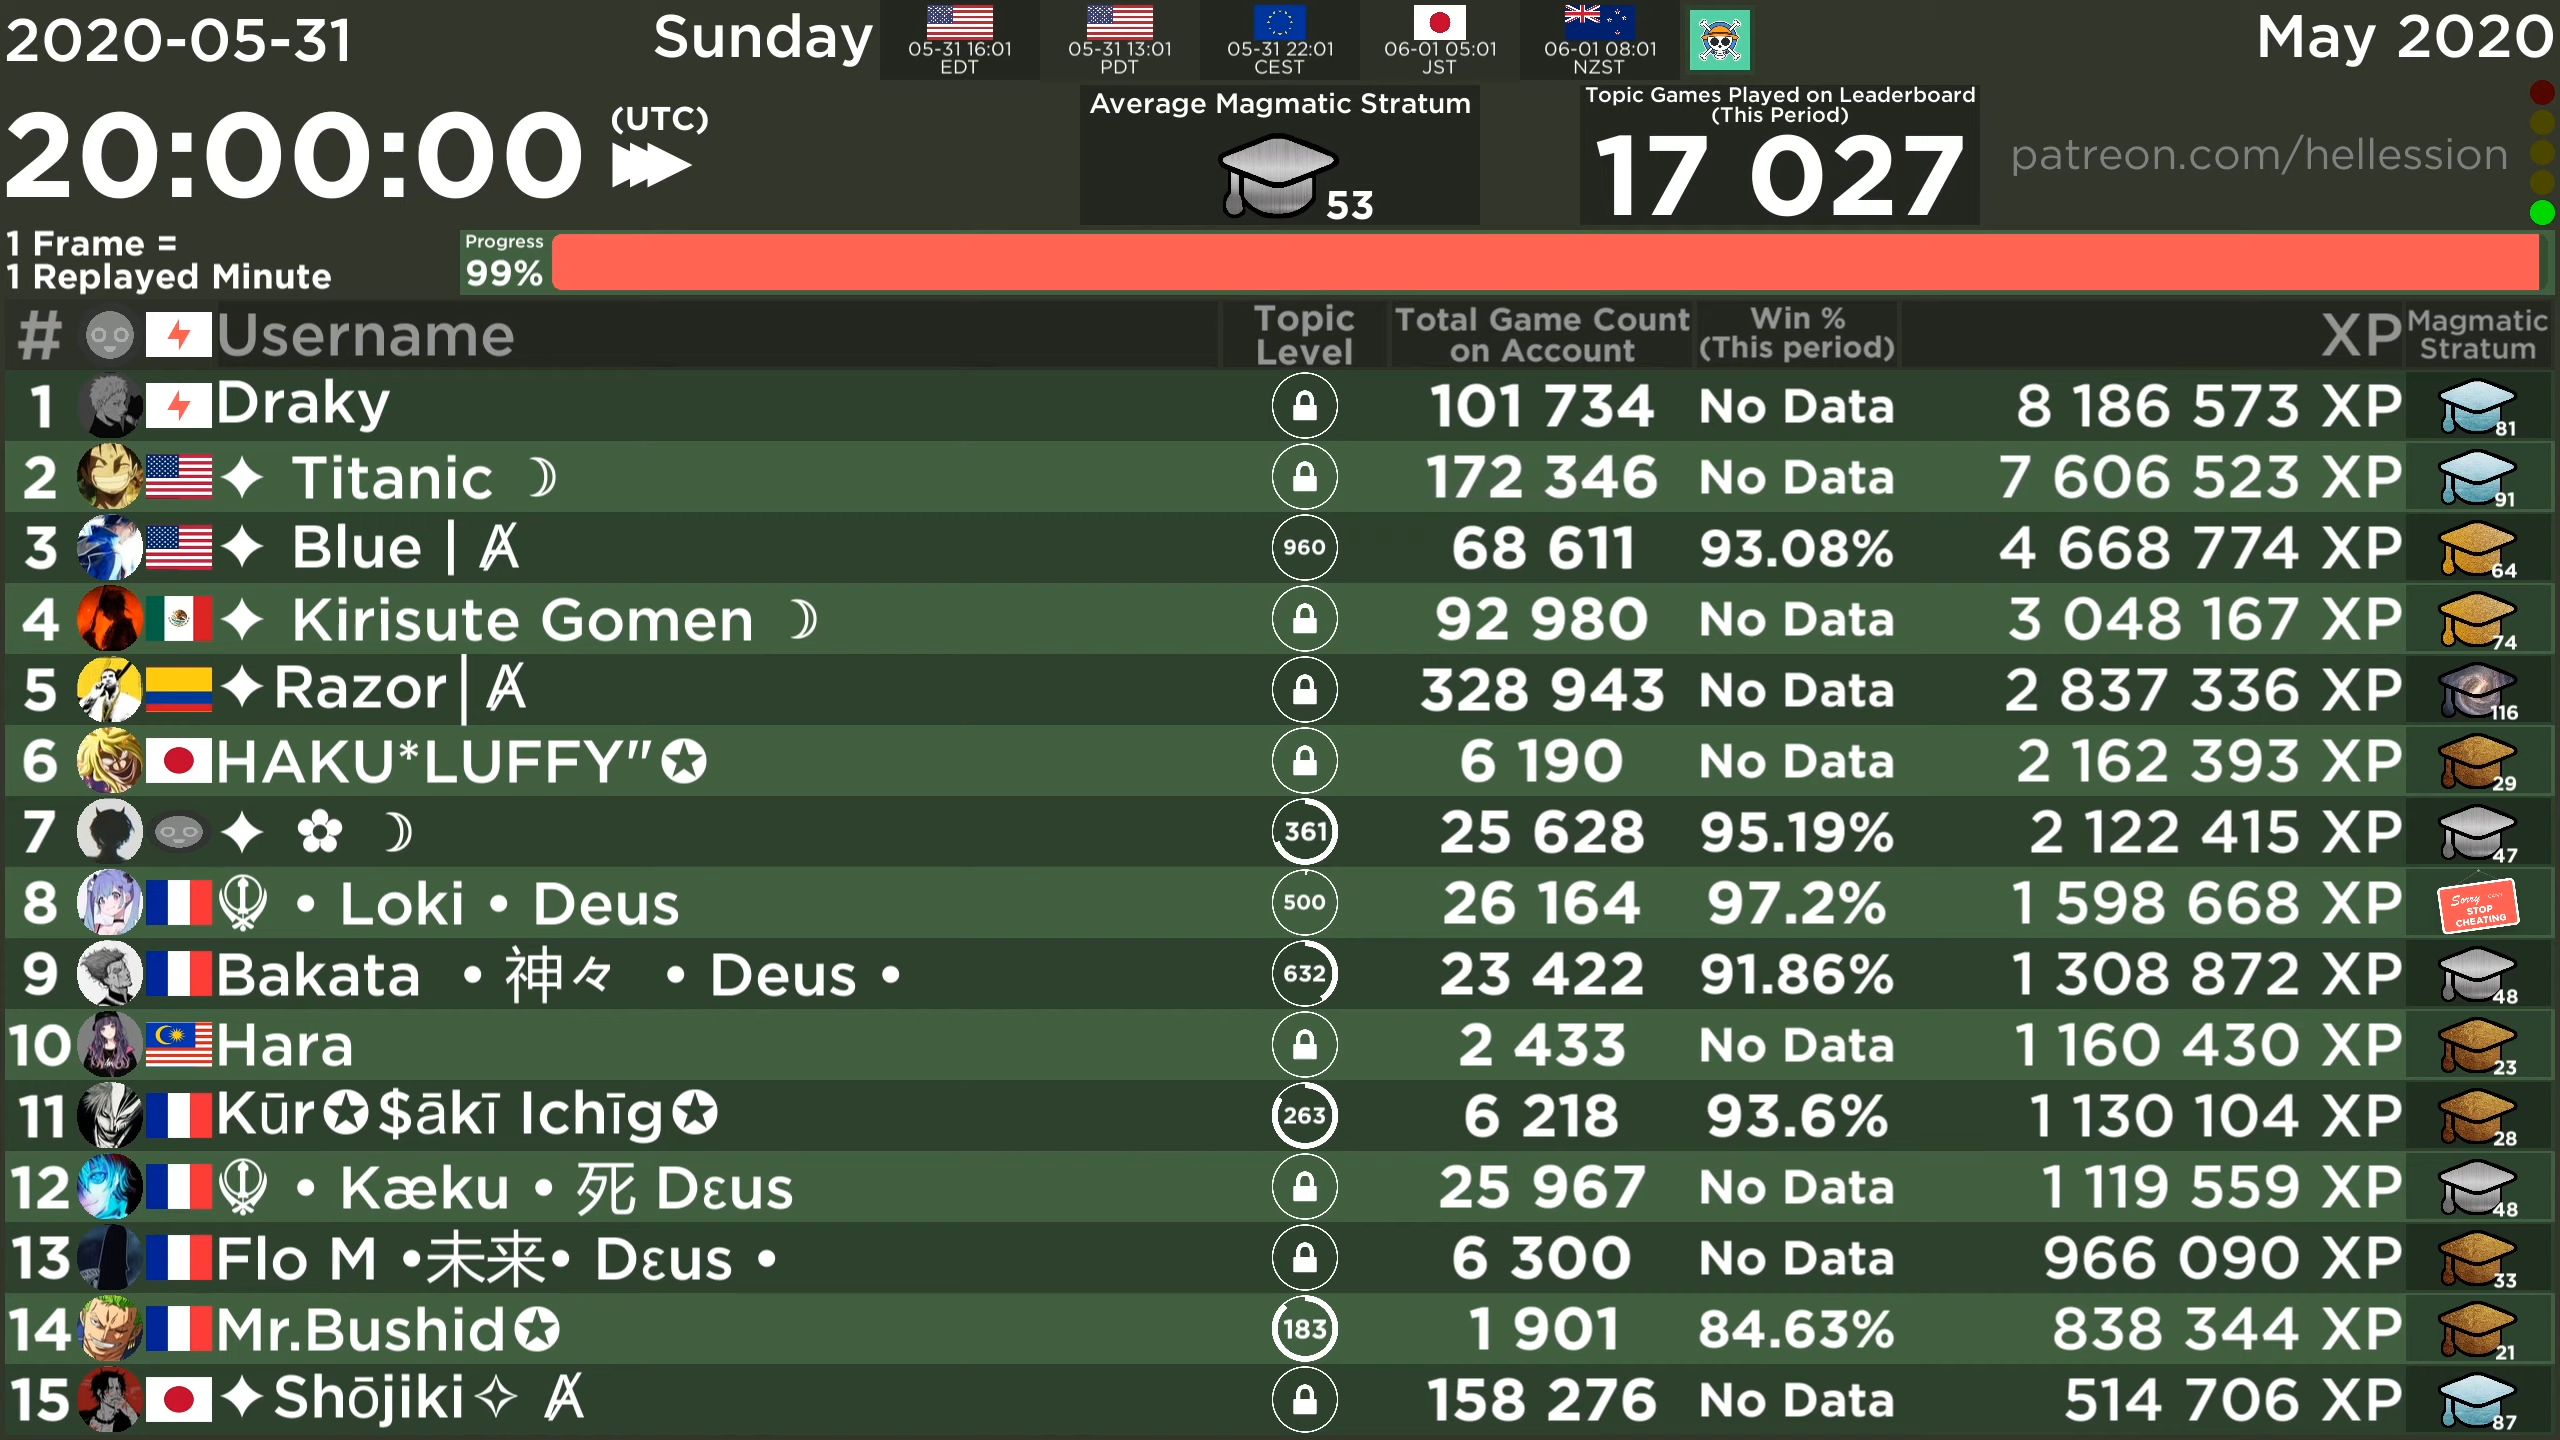 2020-05-31
Sunday
05-31 16:01
EDT
05-31 13:01
PDT
05-31 22:01
CEST
06-01 05:01
JST
06-01 08:01
NZST
May 2020
20:00:00
(UTC)
Average Magmatic Stratum
53
Topic Games Played on Leaderboard
(This Period)
17 027
patreon.com/hellession
1 Frame =
1 Replayed Minute
Progress
99%
# Username Topic Level Total Game Count on Account Win % (This period) XP Magmatic Stratum
1 Draky 101 734 No Data 8 186 573 XP 81
2 ✦ Titanic ☽ 172 346 No Data 7 606 523 XP 91
3 ✦ Blue | Ⱥ 960 68 611 93.08% 4 668 774 XP 64
4 ✦ Kirisute Gomen ☽ 92 980 No Data 3 048 167 XP 74
5 ✦Razor|Ⱥ 328 943 No Data 2 837 336 XP 116
6 HAKU*LUFFY"✪ 6 190 No Data 2 162 393 XP 29
7 ✦ ✿ ☽ 361 25 628 95.19% 2 122 415 XP 47
8 ☬ • Loki • Deus 500 26 164 97.2% 1 598 668 XP Sorry STOP CHEATING
9 Bakata • 神々 • Deus • 632 23 422 91.86% 1 308 872 XP 48
10 Hara 2 433 No Data 1 160 430 XP 23
11 Kūr✪$ākī Ichīg✪ 263 6 218 93.6% 1 130 104 XP 28
12 ☬ • Kæku • 死 Dεus 25 967 No Data 1 119 559 XP 48
13 Flo M •未来• Dεus • 6 300 No Data 966 090 XP 33
14 Mr.Bushid✪ 183 1 901 84.63% 838 344 XP 21
15 ✦Shōjiki✧ Ⱥ 158 276 No Data 514 706 XP 87